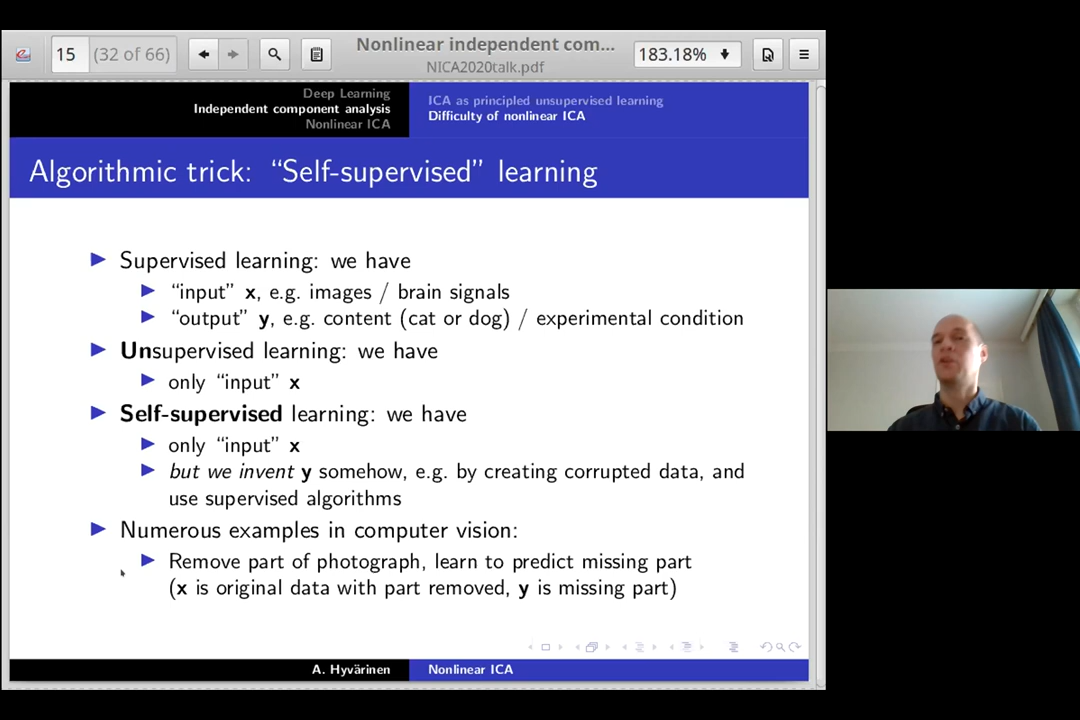 15
(32 of 66)
Nonlinear independent com...
NICA2020talk.pdf
183.18%
Deep Learning
Independent component analysis
Nonlinear ICA
ICA as principled unsupervised learning
Difficulty of nonlinear ICA
Algorithmic trick: “Self-supervised” learning
Supervised learning: we have
“input” x, e.g. images / brain signals
“output” y, e.g. content (cat or dog) / experimental condition
Unsupervised learning: we have
only “input” x
Self-supervised learning: we have
only “input” x
but we invent y somehow, e.g. by creating corrupted data, and
use supervised algorithms
Numerous examples in computer vision:
Remove part of photograph, learn to predict missing part
(x is original data with part removed, y is missing part)
A. Hyvärinen
Nonlinear ICA